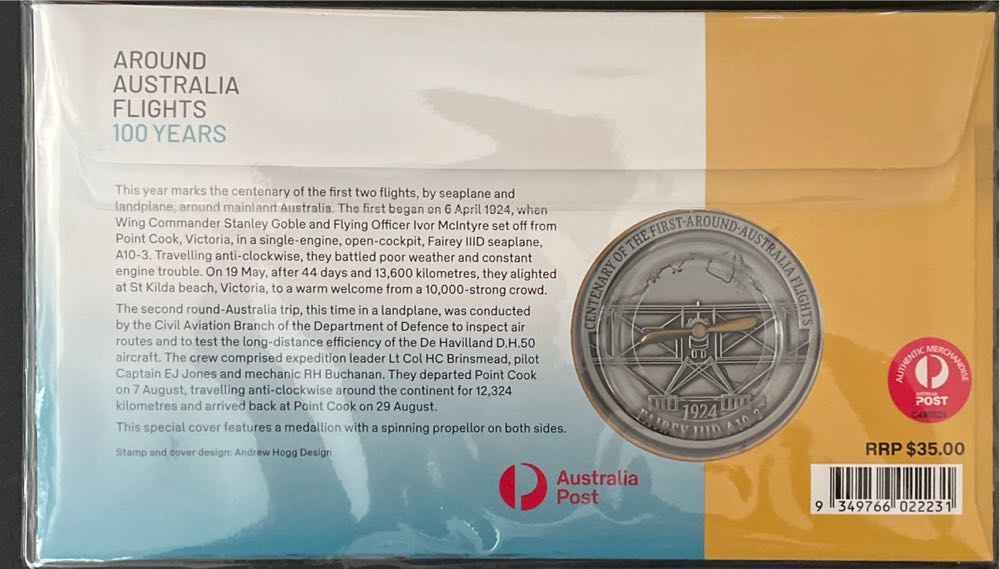 AROUND
AUSTRALIA
FLIGHTS
100 YEARS
This year marks the centenary of the first two flights, by seaplane and
landplane, around mainland Australia. The first began on 6 April 1924, when
Wing Commander Stanley Goble and Flying Officer Ivor McIntyre set off from
Point Cook, Victoria, in a single-engine, open-cockpit, Fairey IIID seaplane,
A10-3. Travelling anti-clockwise, they battled poor weather and constant
engine trouble. On 19 May, after 44 days and 13,600 kilometres, they alighted
at St Kilda beach, Victoria, to a warm welcome from a 10,000-strong crowd.
The second round-Australia trip, this time in a landplane, was conducted
by the Civil Aviation Branch of the Department of Defence to inspect air
routes and to test the long-distance efficiency of the De Havilland D.H.50
aircraft. The crew comprised expedition leader Lt Col HC Brinsmead, pilot
Captain EJ Jones and mechanic RH Buchanan. They departed Point Cook
on 7 August, travelling anti-clockwise around the continent for 12,324
kilometres and arrived back at Point Cook on 29 August.
This special cover features a medallion with a spinning propellor on both sides.
Stamp and cover design: Andrew Hogg Design
CENTENARY OF THE FIRST-AROUND-AUSTRALIA FLIGHTS
1924
FAIREY IIID A10-3
AUTHENTIC MERCHANDISE
AUSTRALIA
POST
RRP $35.00
Australia
Post
9 349766 022231